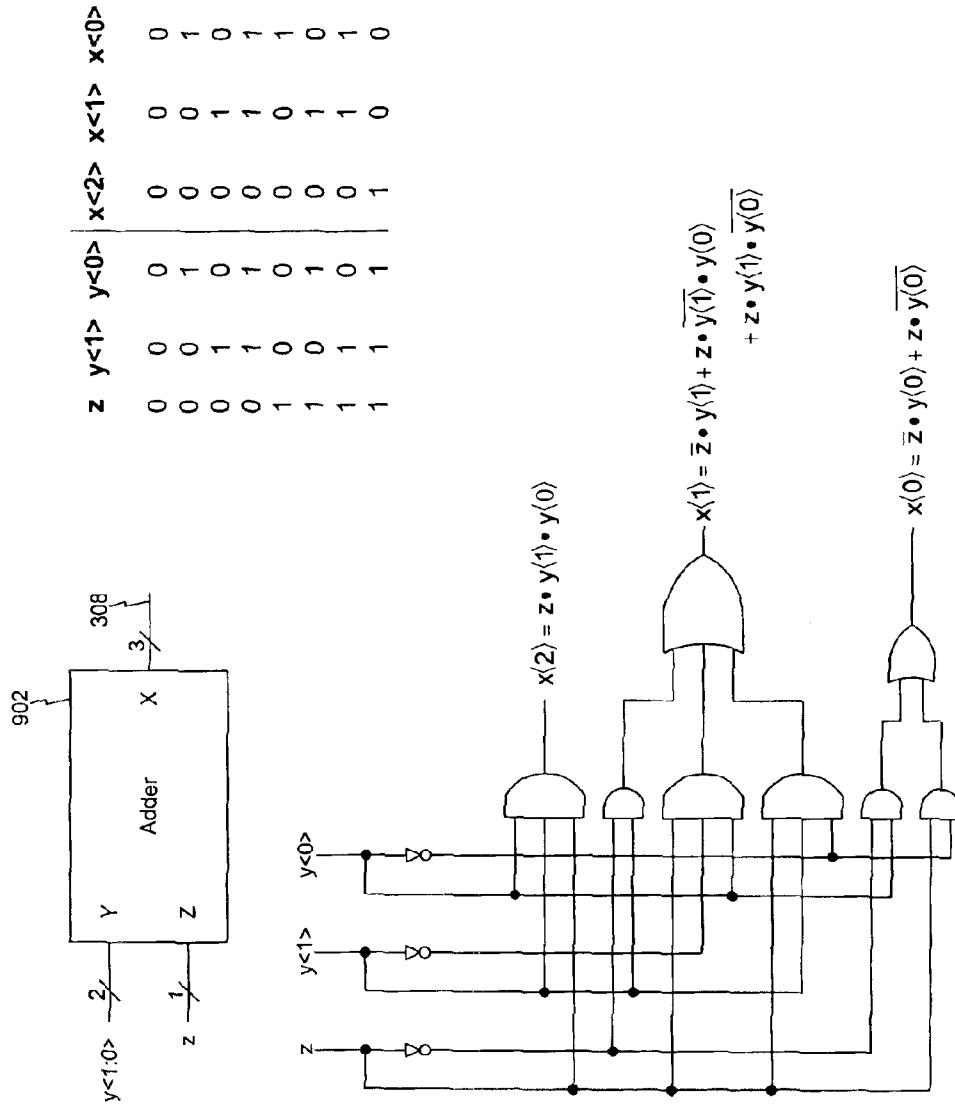 902
y<1:0>
2
Y
Adder
X
3
308
z
1
Z
z y<1> y<0> x<2> x<1> x<0>
0 0 0 0 0 0
0 0 1 0 0 1
0 1 0 0 1 0
0 1 1 0 1 1
1 0 0 0 0 1
1 0 1 0 1 0
1 1 0 0 1 1
1 1 1 1 0 0
z
y<1>
y<0>
x⟨2⟩ = z • y⟨1⟩ • y⟨0⟩
x⟨1⟩ = z̅ • y⟨1⟩ + z • y̅⟨̅1̅⟩̅ • y⟨0⟩
+ z • y⟨1⟩ • y̅⟨̅0̅⟩̅
x⟨0⟩ = z̅ • y⟨0⟩ + z • y̅⟨̅0̅⟩̅